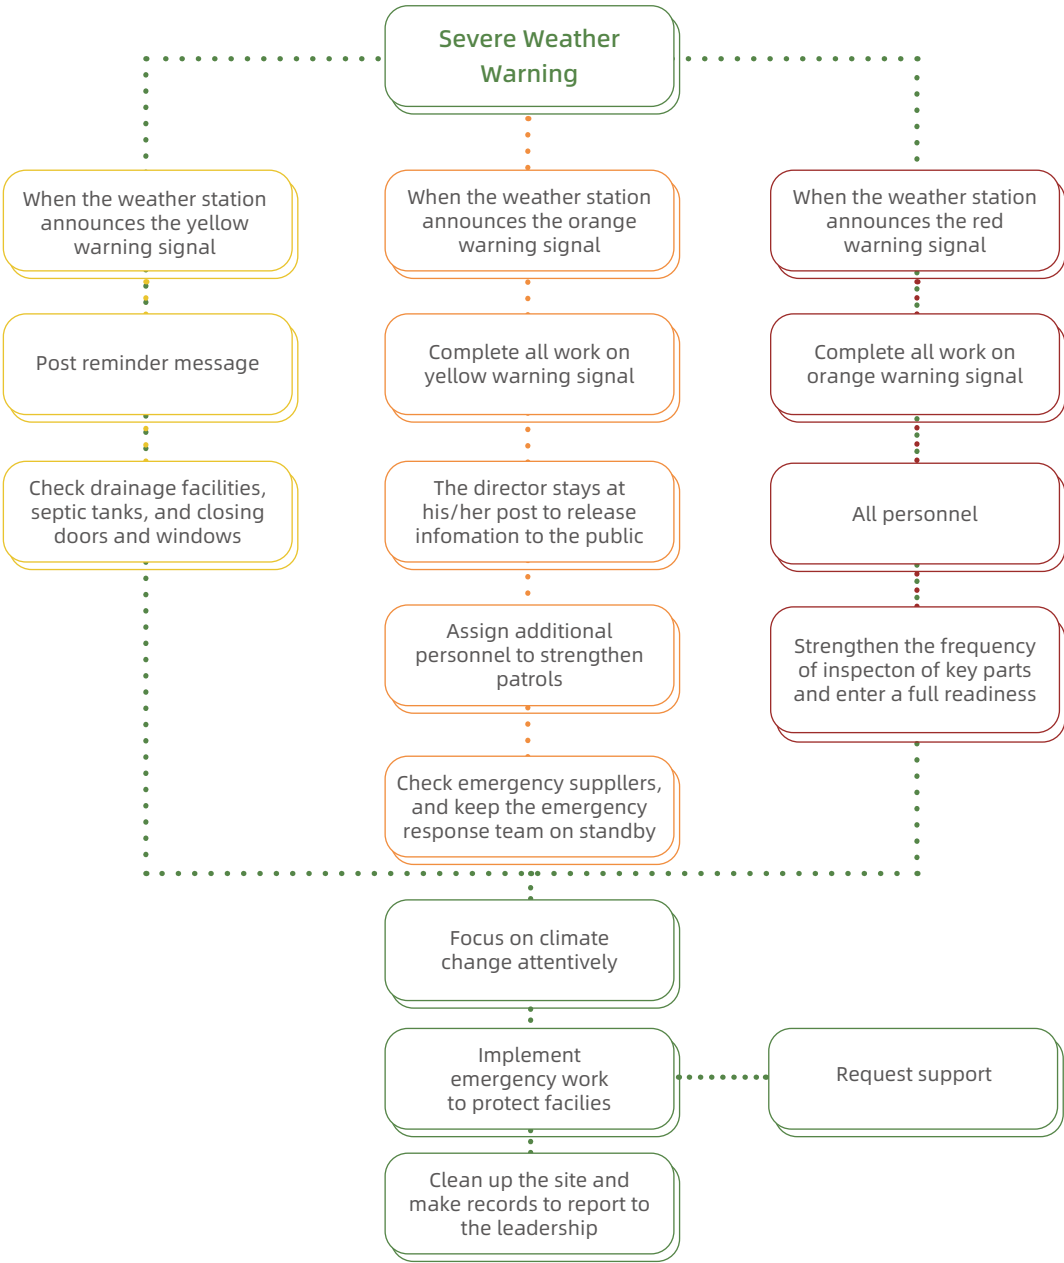 Severe Weather
Warning
When the weather station
announces the yellow
warning signal
Post reminder message
Check drainage facilities,
septic tanks, and closing
doors and windows
When the weather station
announces the orange
warning signal
Complete all work on
yellow warning signal
The director stays at
his/her post to release
infomation to the public
Assign additional
personnel to strengthen
patrols
Check emergency suppllers,
and keep the emergency
response team on standby
When the weather station
announces the red
warning signal
Complete all work on
orange warning signal
All personnel
Strengthen the frequency
of inspecton of key parts
and enter a full readiness
Focus on climate
change attentively
Implement
emergency work
to protect facilies
Request support
Clean up the site and
make records to report to
the leadership